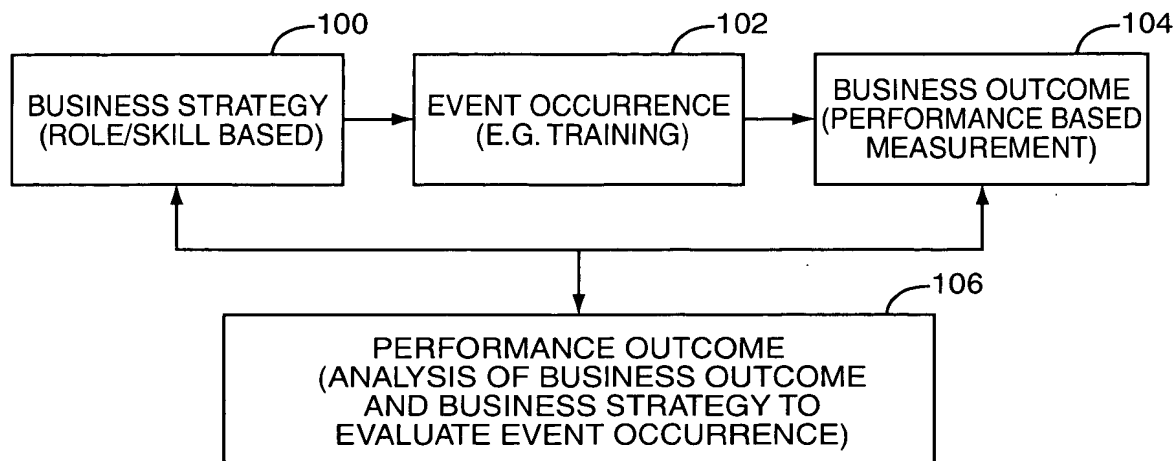 100
102
104
BUSINESS STRATEGY
(ROLE/SKILL BASED)
EVENT OCCURRENCE
(E.G. TRAINING)
BUSINESS OUTCOME
(PERFORMANCE BASED
MEASUREMENT)
106
PERFORMANCE OUTCOME
(ANALYSIS OF BUSINESS OUTCOME
AND BUSINESS STRATEGY TO
EVALUATE EVENT OCCURRENCE)